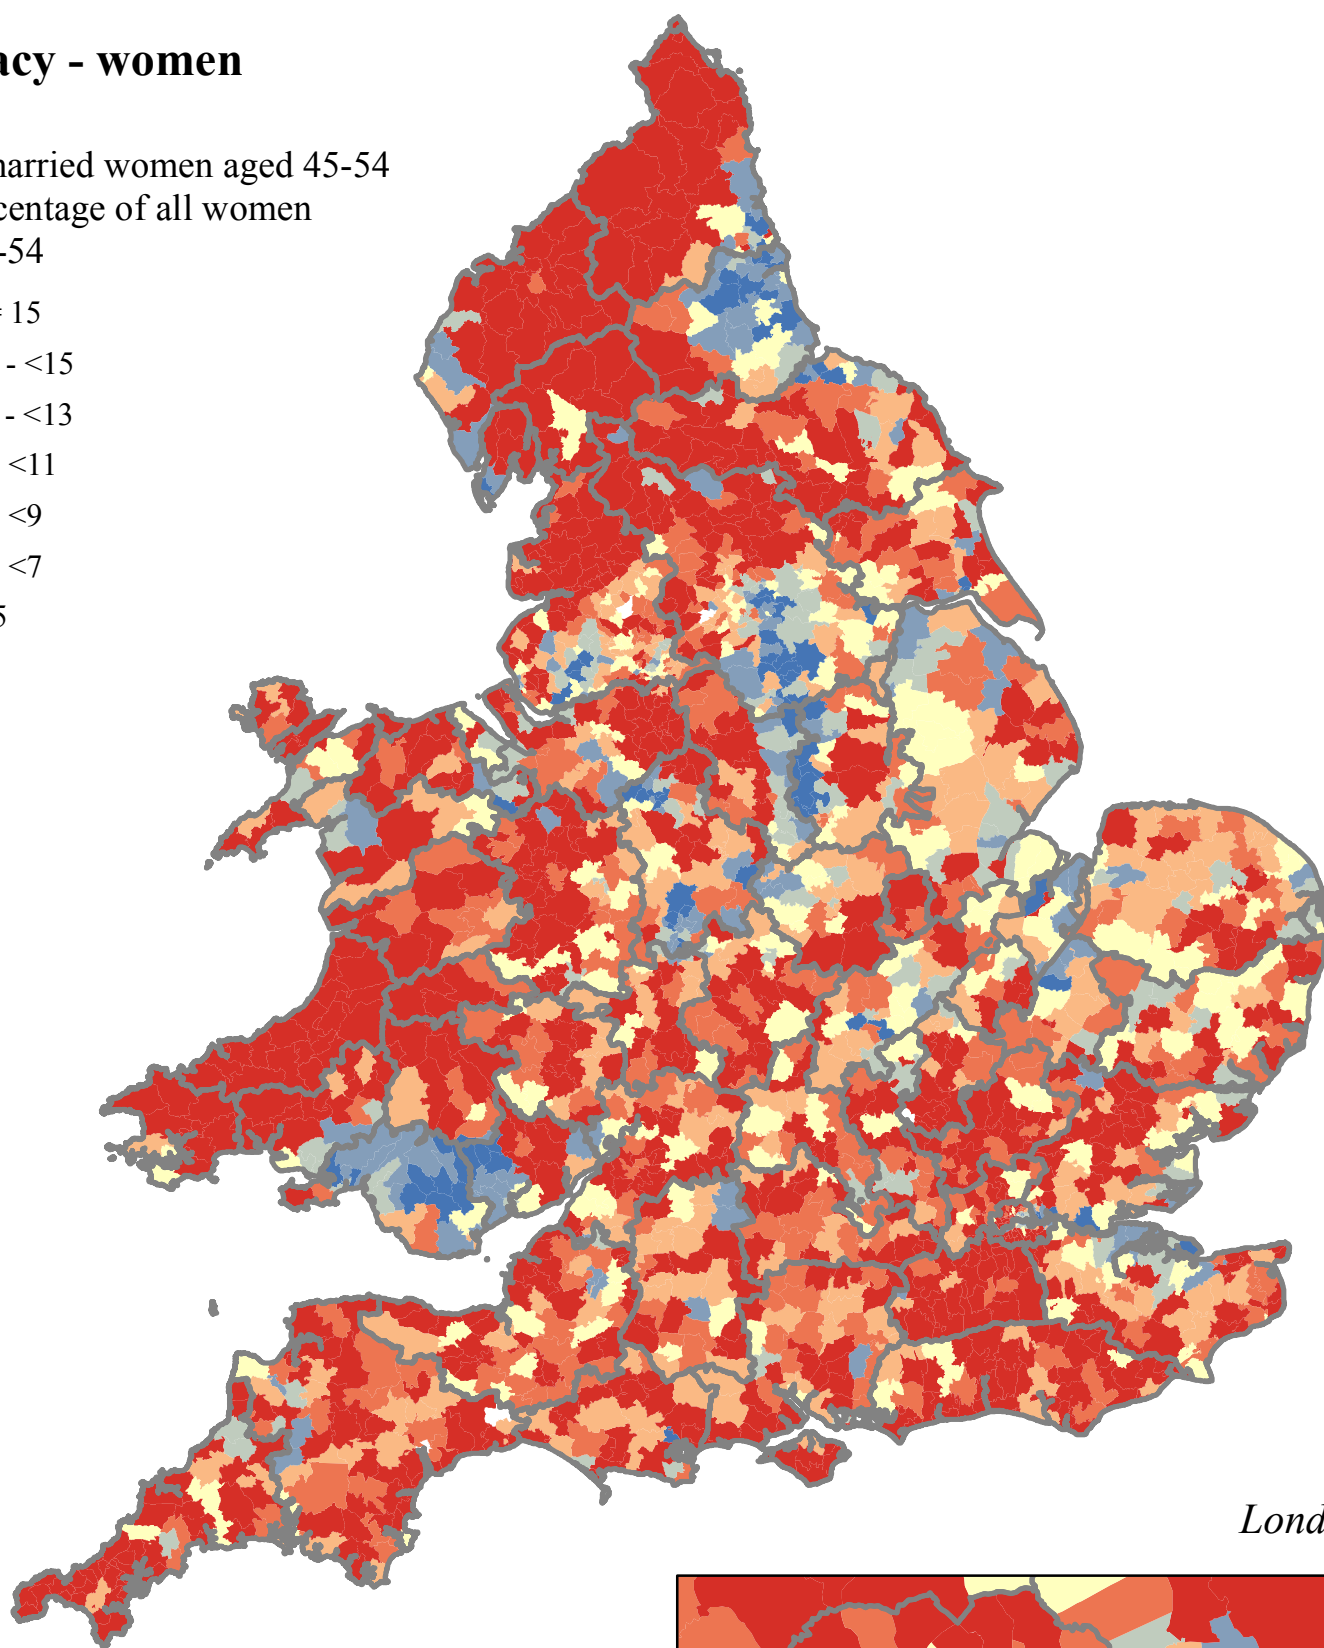 acy - women
arried women aged 45-54
centage of all women
-54
15
- <15
- <13
<11
<9
<7
5
Lond